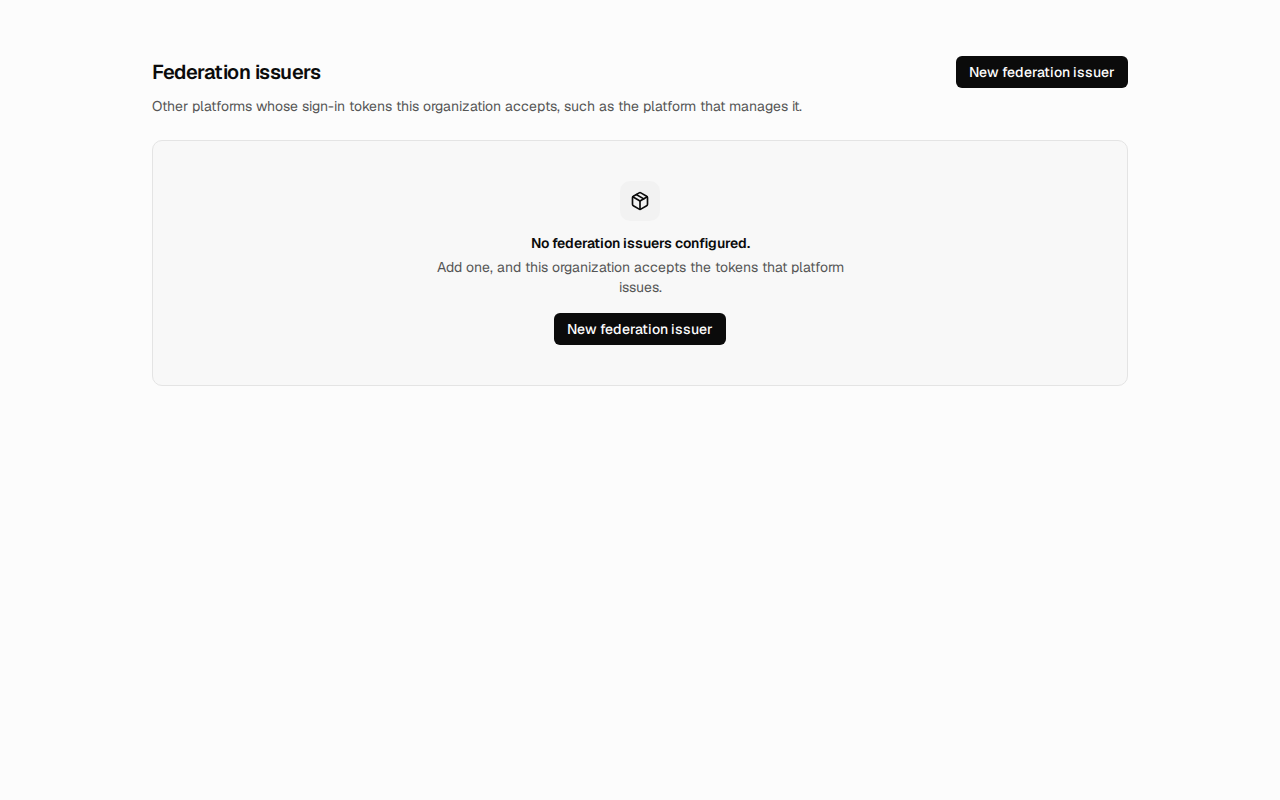 Federation issuers
New federation issuer
Other platforms whose sign-in tokens this organization accepts, such as the platform that manages it.
No federation issuers configured.
Add one, and this organization accepts the tokens that platform
issues.
New federation issuer